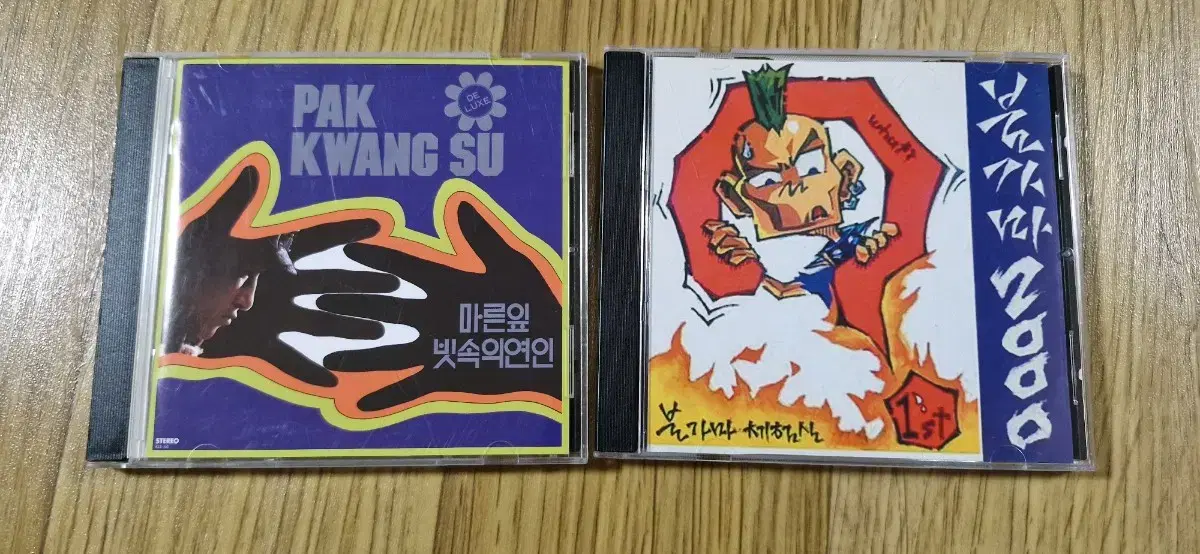 PAK
KWANG SU
DE
LUXE
마른잎
빗속의연인
STEREO
what??
불가마 2000
불가마 체험실
1st